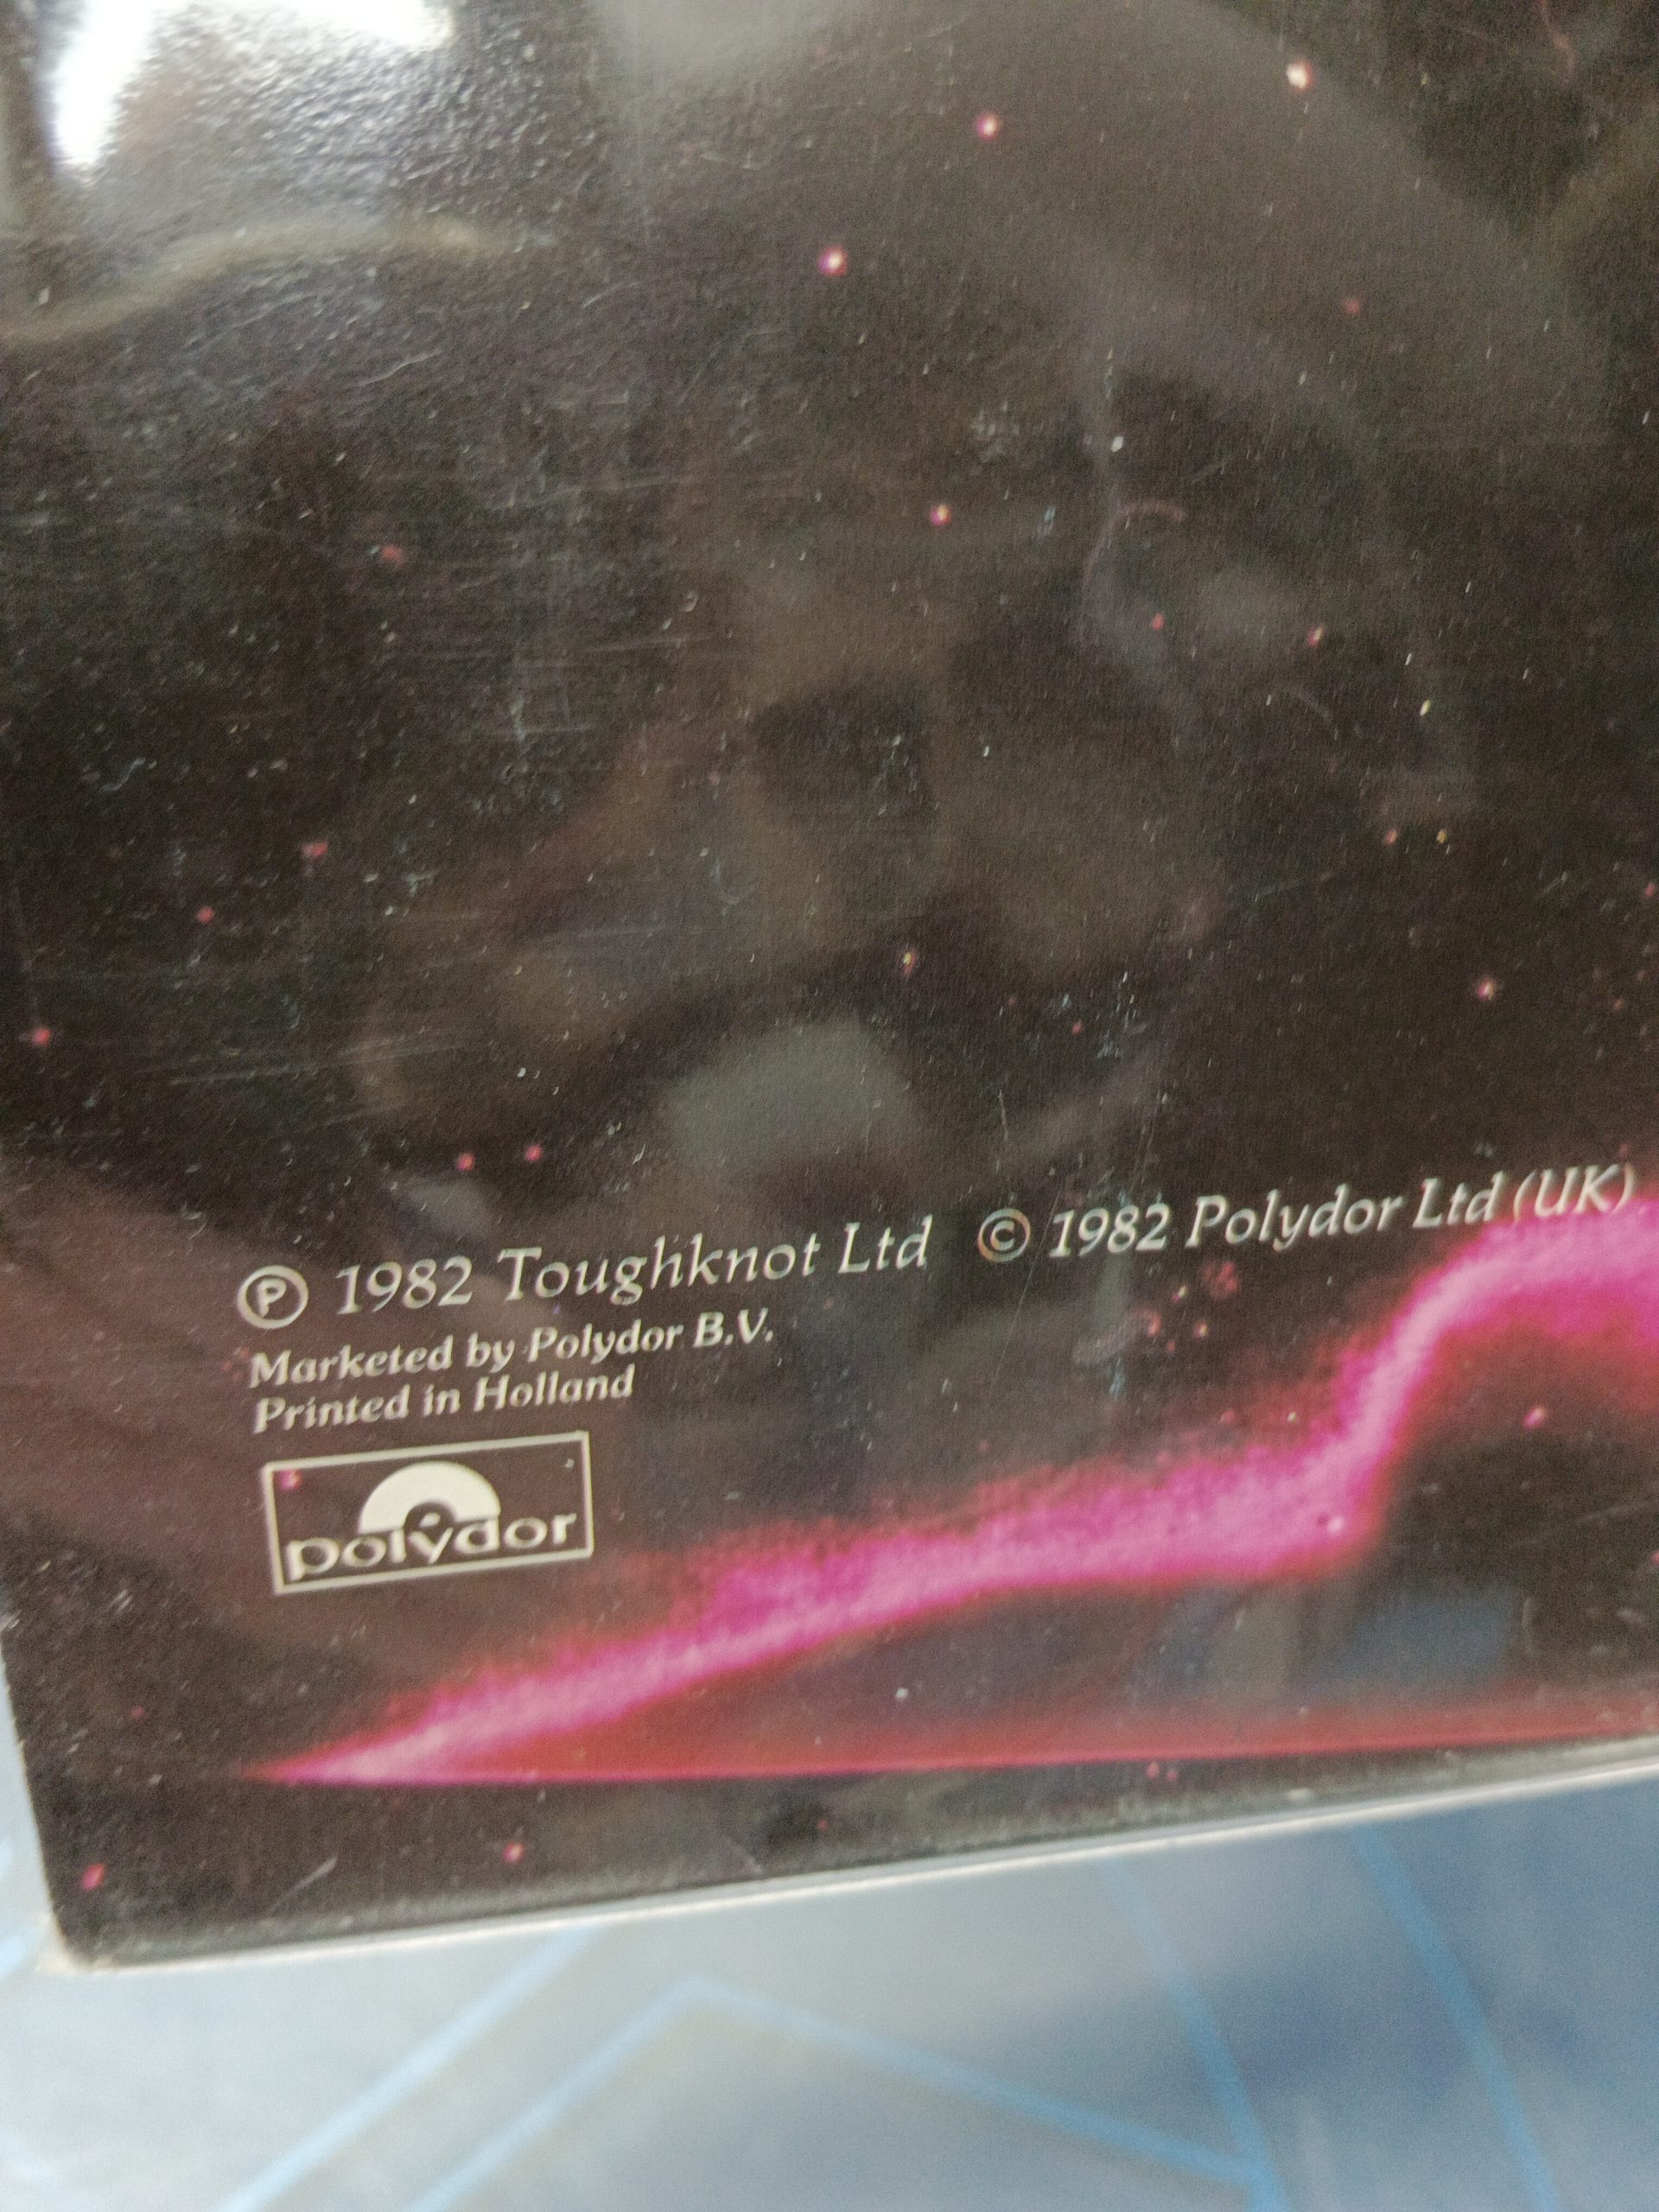 Ⓟ 1982 Toughknot Ltd © 1982 Polydor Ltd (UK)
Marketed by Polydor B.V.
Printed in Holland
polydor